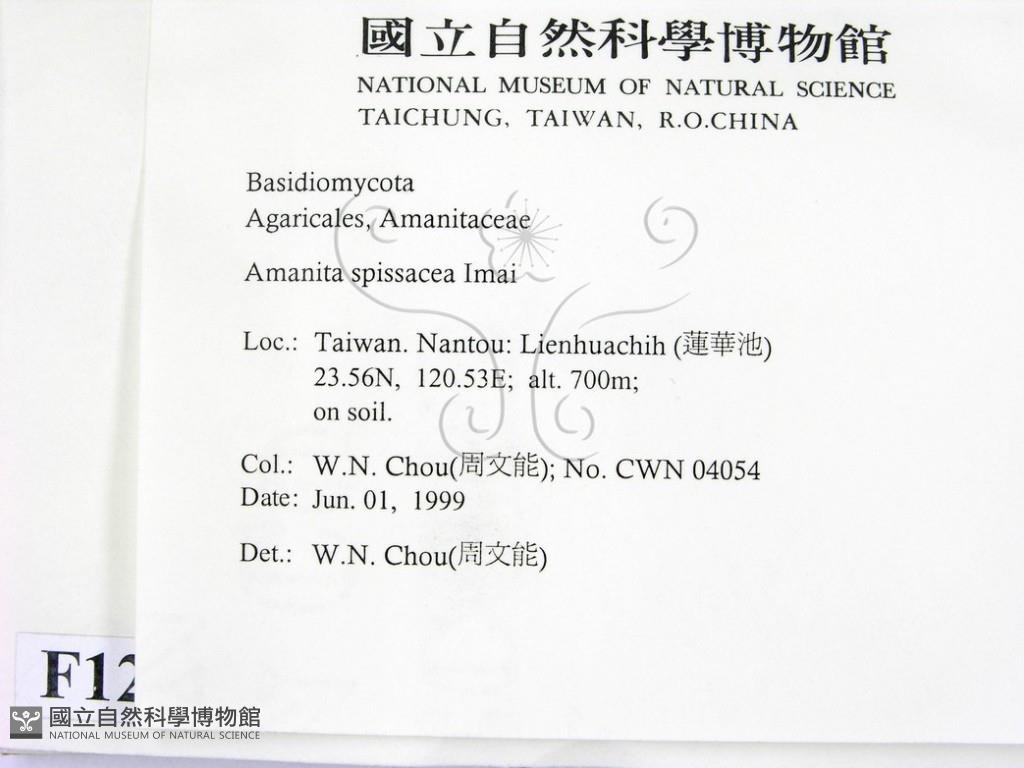 國立自然科學博物館
NATIONAL MUSEUM OF NATURAL SCIENCE
TAICHUNG, TAIWAN, R.O.CHINA
Basidiomycota
Agaricales, Amanitaceae
Amanita spissacea Imai
Loc.: Taiwan. Nantou: Lienhuachih (蓮華池)
23.56N, 120.53E; alt. 700m;
on soil.
Col.: W.N. Chou(周文能); No. CWN 04054
Date: Jun. 01, 1999
Det.: W.N. Chou(周文能)
F12
國立自然科學博物館
NATIONAL MUSEUM OF NATURAL SCIENCE